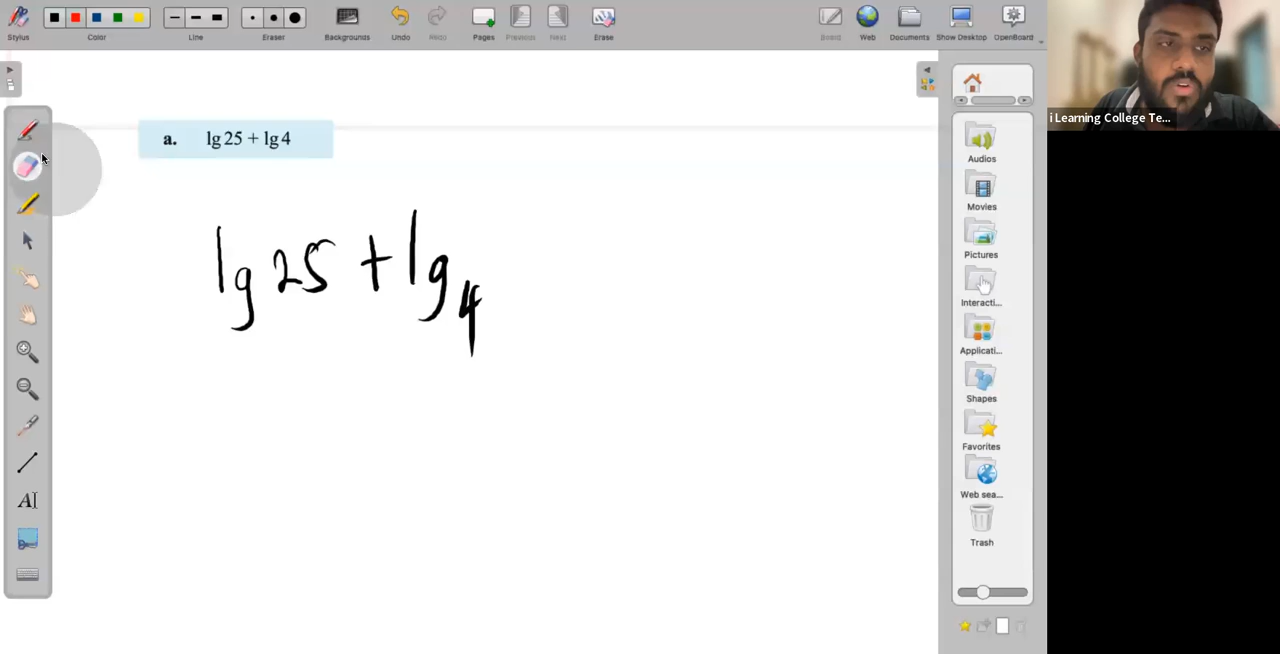 Stylus
Color
Line
Eraser
Backgrounds
Undo
Redo
Pages
Previous
Next
Erase
Board
Web
Documents
Show Desktop
OpenBoard
i Learning College Te...
a. lg 25 + lg 4
lg 25 + lg 4
AI
Audios
Movies
Pictures
Interacti...
Applicati...
Shapes
Favorites
Web sea...
Trash